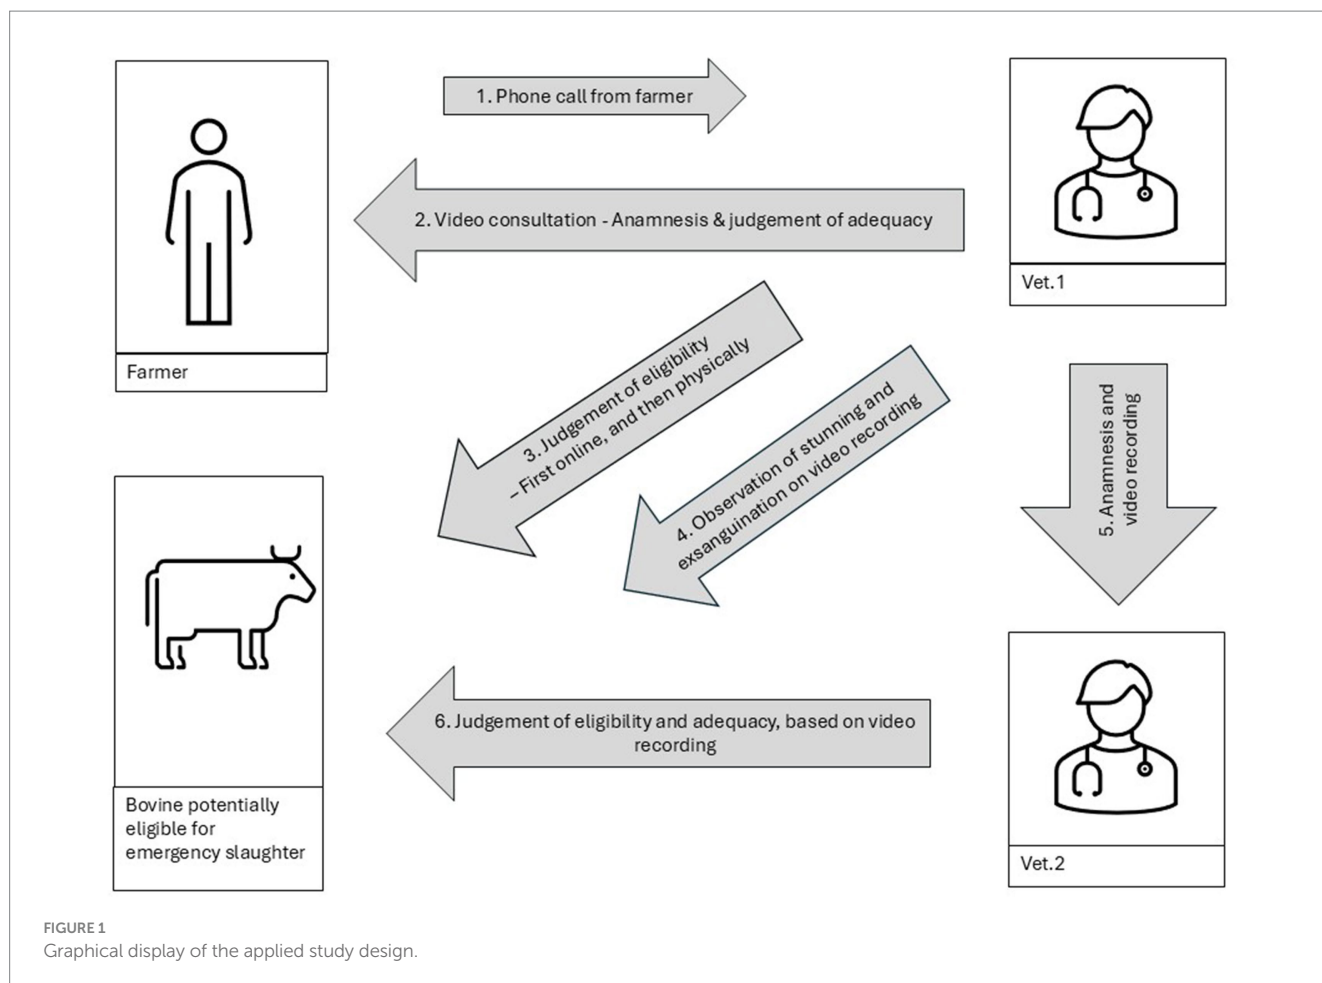 1. Phone call from farmer
2. Video consultation - Anamnesis & judgement of adequacy
Vet.1
Farmer
3. Judgement of eligibility
– First online, and then physically
4. Observation of stunning and
exsanguination on video recording
5. Anamnesis and
video recording
6. Judgement of eligibility and adequacy, based on video
recording
Bovine potentially
eligible for
emergency slaughter
Vet.2
FIGURE 1
Graphical display of the applied study design.